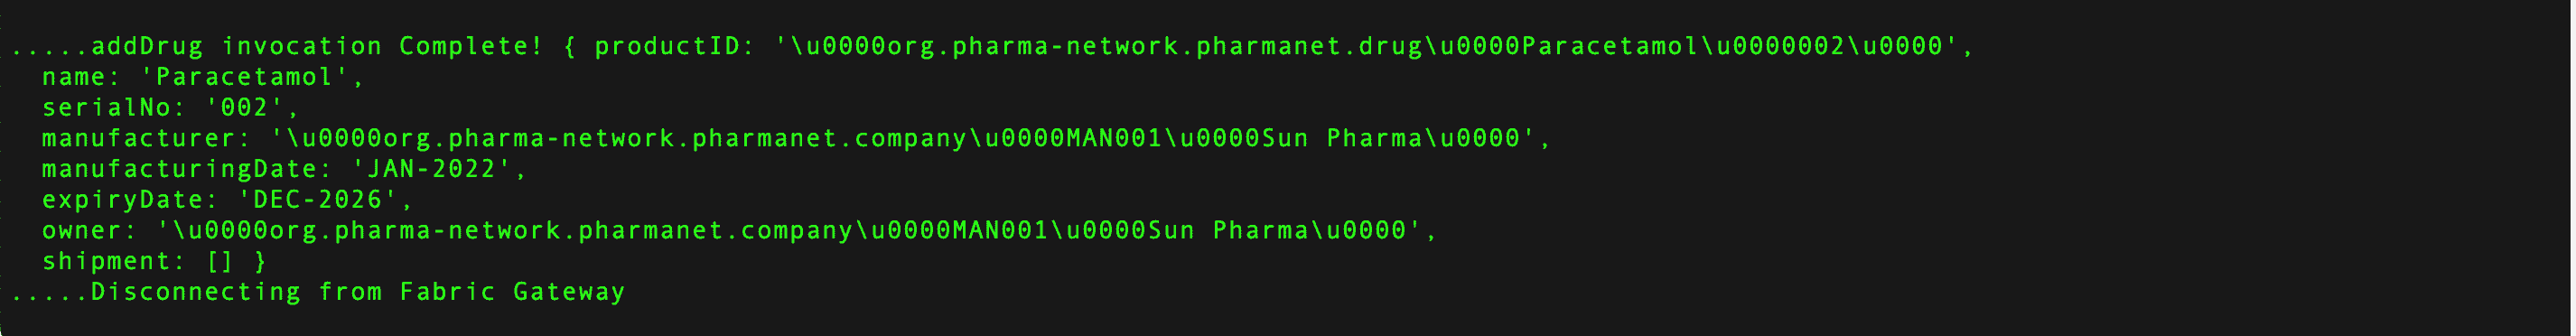 .....addDrug invocation Complete! { productID: '\u0000org.pharma-network.pharmanet.drug\u0000Paracetamol\u0000002\u0000',
name: 'Paracetamol',
serialNo: '002',
manufacturer: '\u0000org.pharma-network.pharmanet.company\u0000MAN001\u0000Sun Pharma\u0000',
manufacturingDate: 'JAN-2022',
expiryDate: 'DEC-2026',
owner: '\u0000org.pharma-network.pharmanet.company\u0000MAN001\u0000Sun Pharma\u0000',
shipment: [] }
.....Disconnecting from Fabric Gateway